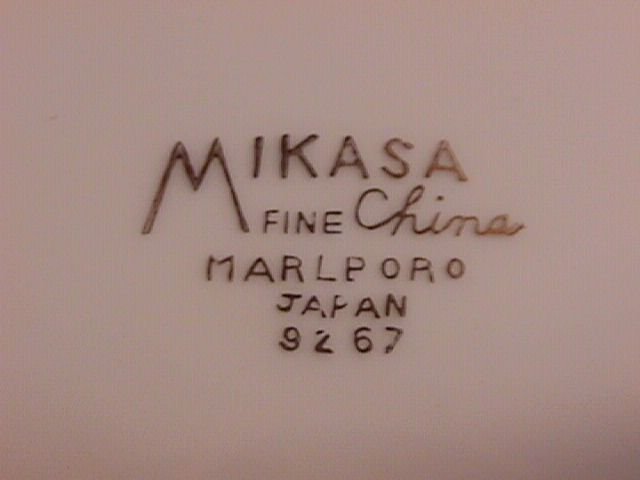 MIKASA
FINE China
MARLPORO
JAPAN
9267